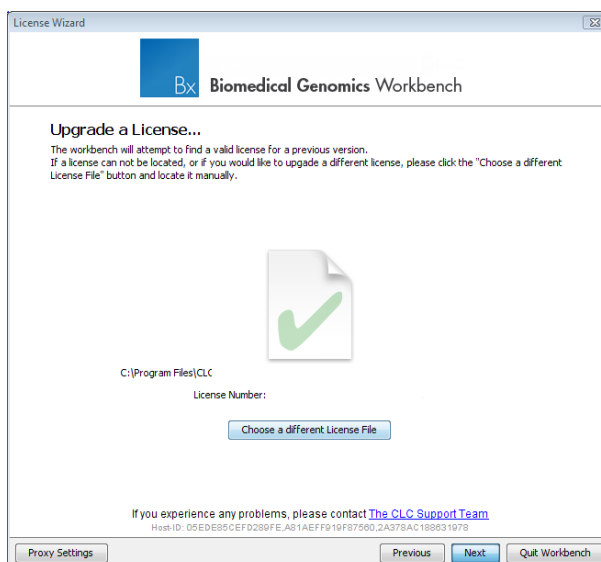 License Wizard
Bx Biomedical Genomics Workbench
Upgrade a License...
The workbench will attempt to find a valid license for a previous version.
If a license can not be located, or if you would like to upgade a different license, please click the "Choose a different
License File" button and locate it manually.
C:\Program Files\CLC
License Number:
Choose a different License File
If you experience any problems, please contact The CLC Support Team
Host-ID: 05EDE85CEFD289FE,A81AEFF919F87560,2A378AC188631978
Proxy Settings Previous Next Quit Workbench